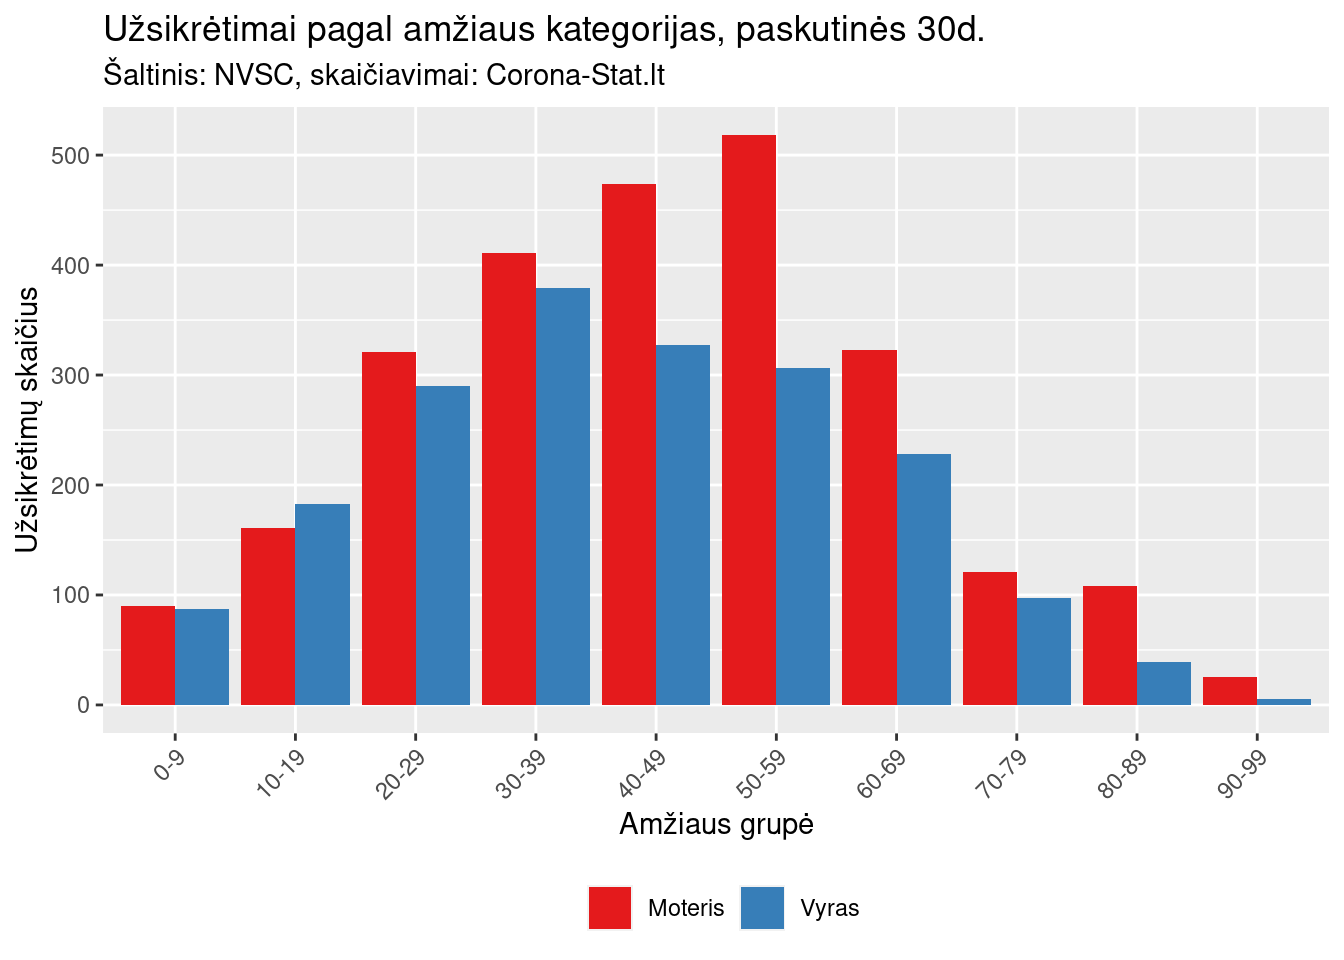 Užsikrėtimai pagal amžiaus kategorijas, paskutinės 30d.
Šaltinis: NVSC, skaičiavimai: Corona-Stat.lt
Užsikrėtimų skaičius
500
400
300
200
100
0
0-9
10-19
20-29
30-39
40-49
50-59
60-69
70-79
80-89
90-99
Amžiaus grupė
Moteris
Vyras